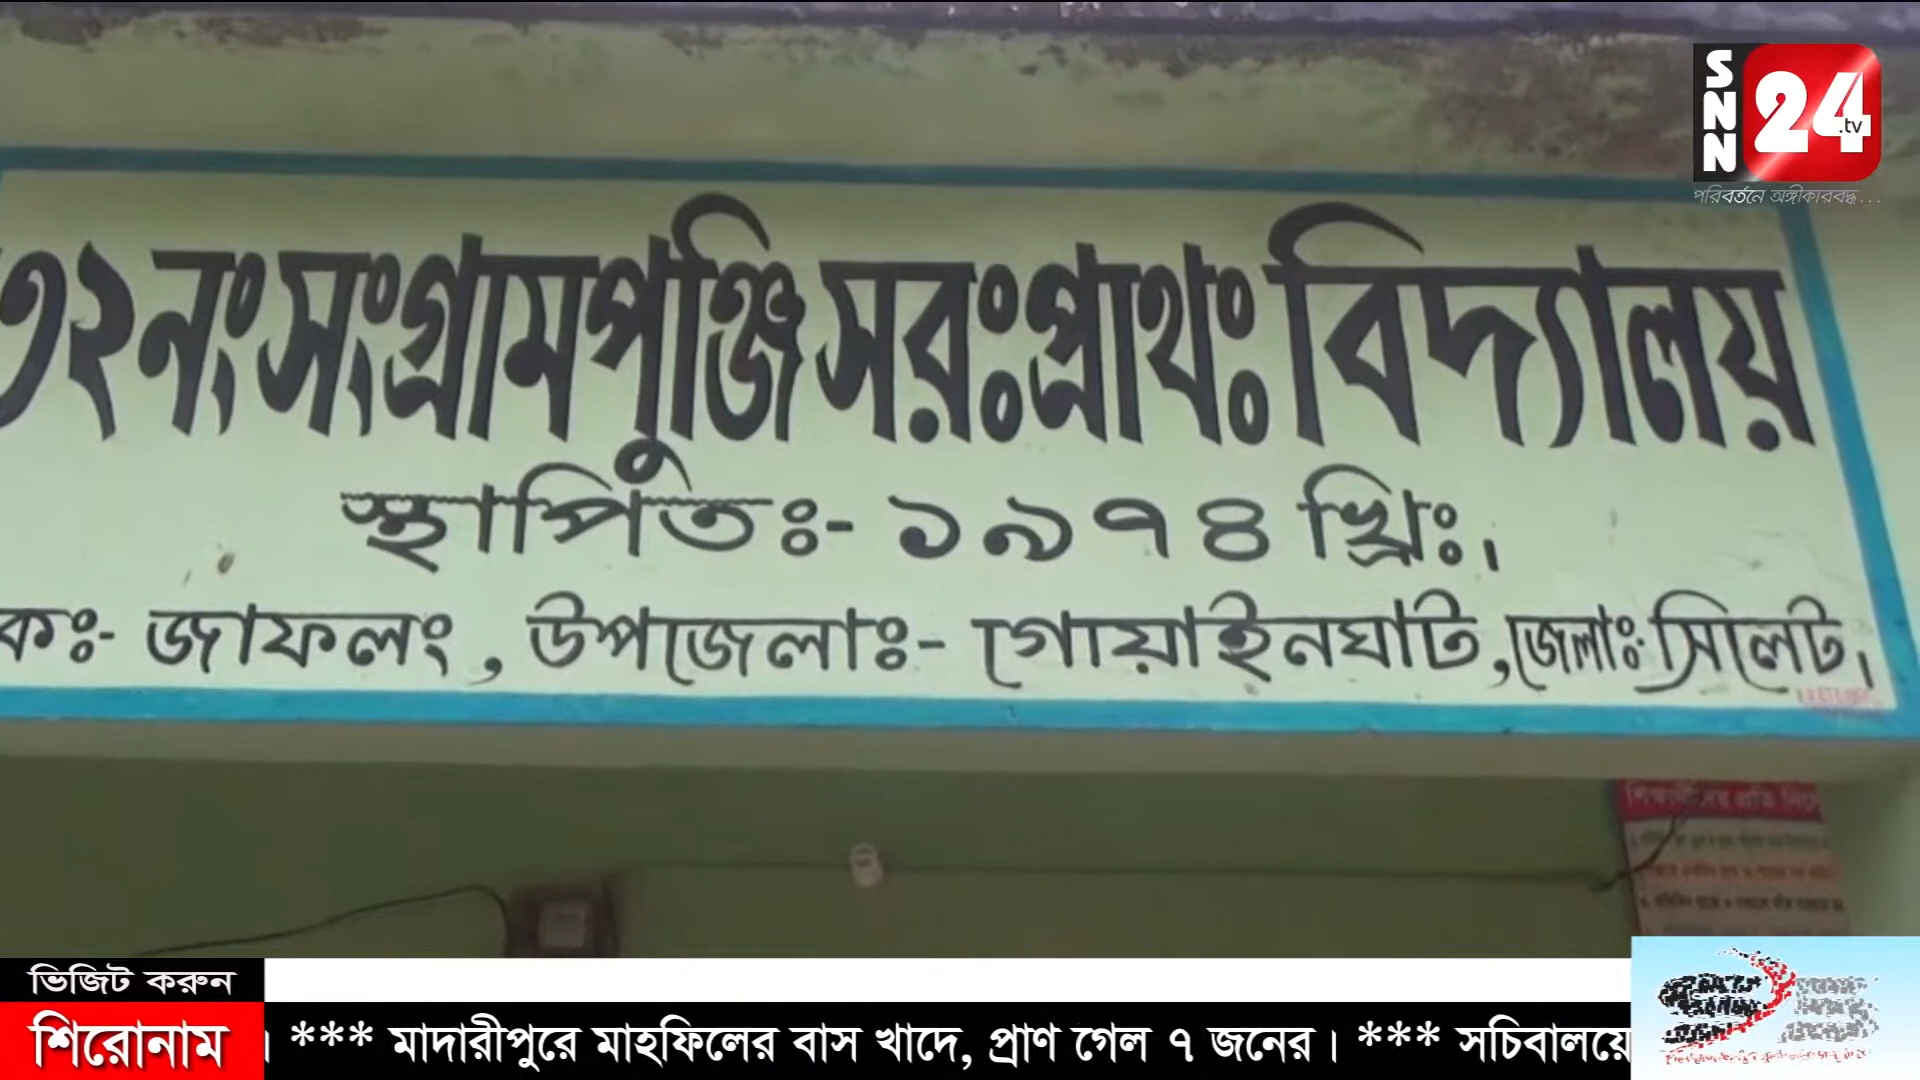 SNN 24.tv
পরিবর্তনে অঙ্গীকারবদ্ধ...
৩২নং সংগ্রামপুঞ্জি সরঃ প্রাথঃ বিদ্যালয়
স্থাপিতঃ- ১৯৭৪ খ্রিঃ।
কঃ- জাফলং, উপজেলাঃ- গোয়াইনঘাট, জেলাঃ সিলেট।
শিক্ষার্থীদের প্রতি
ভিজিট করুন
শিরোনাম । *** মাদারীপুরে মাহফিলের বাস খাদে, প্রাণ গেল ৭ জনের। *** সচিবালয়ে